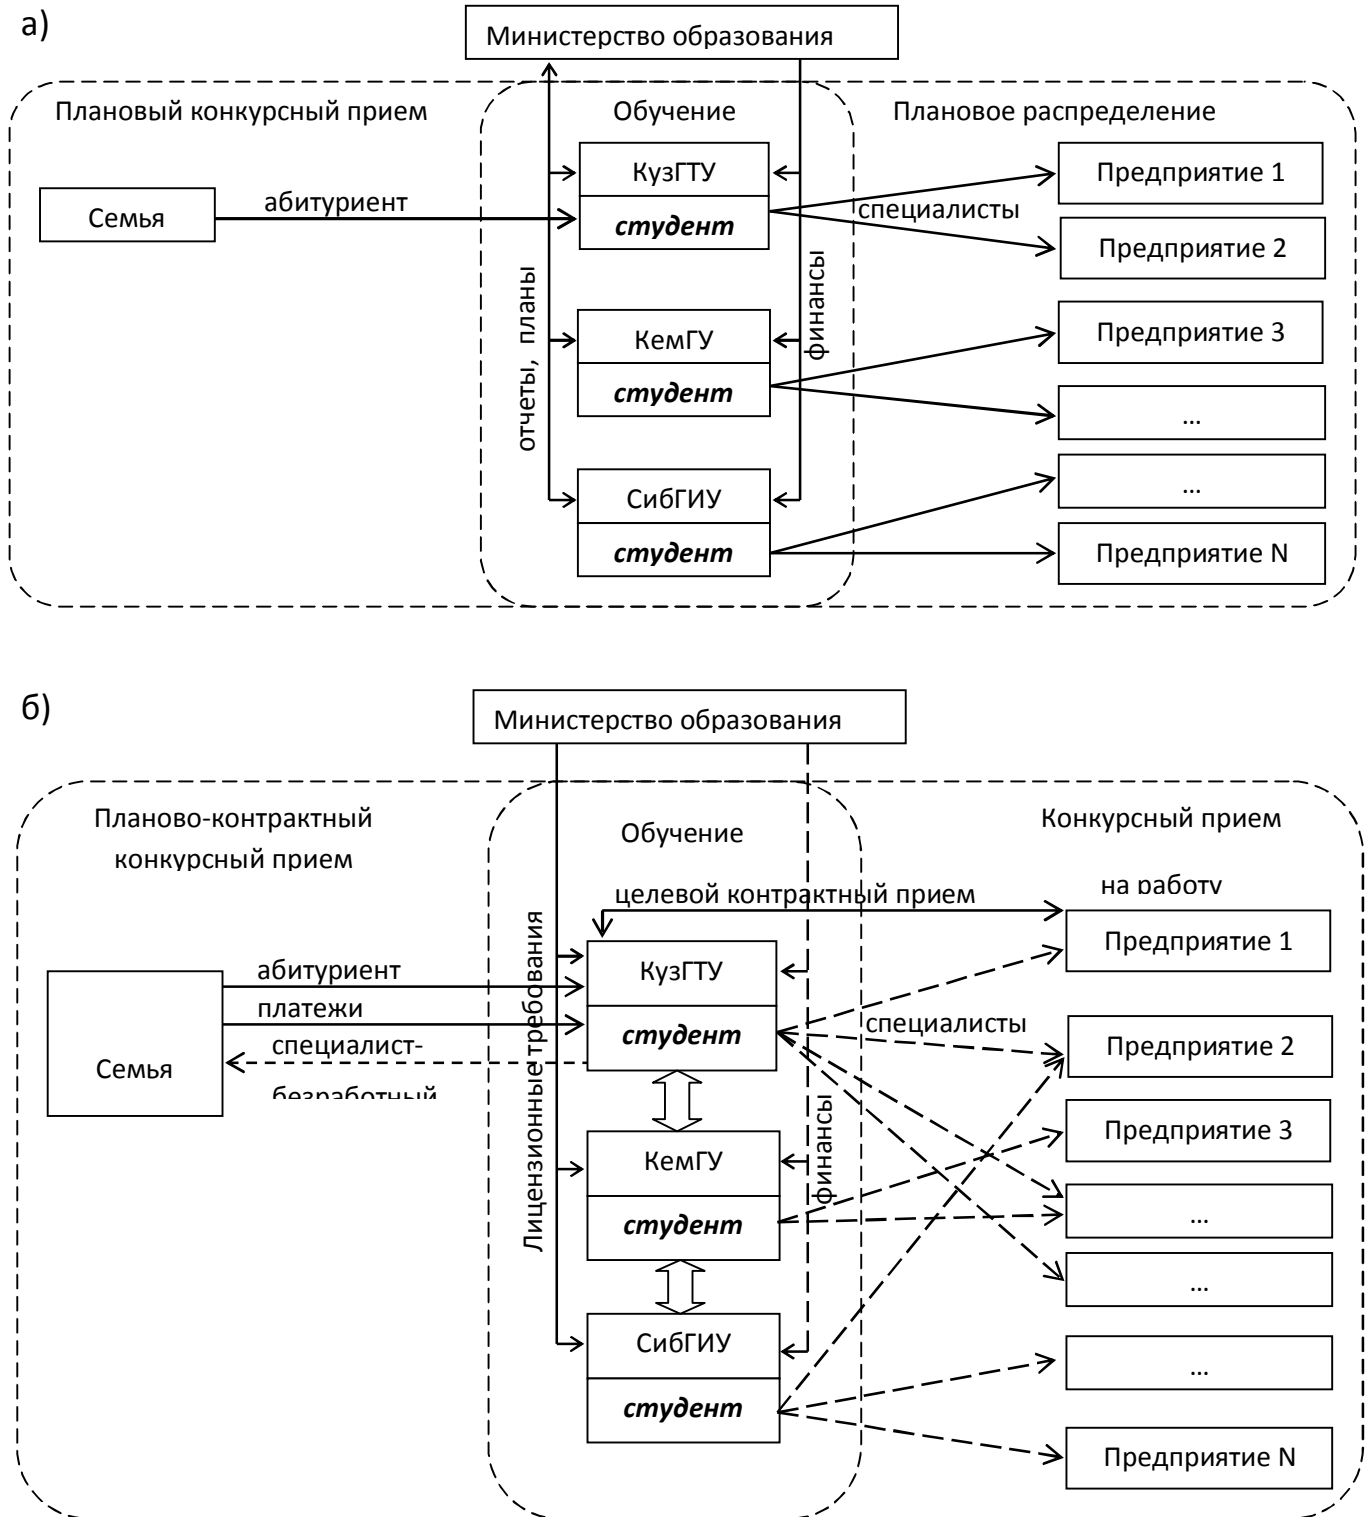 а)
Министерство образования
Плановый конкурсный прием
Обучение
Плановое распределение
КузГТУ
Предприятие 1
Семья
абитуриент
студент
специалисты
Предприятие 2
отчеты, планы
финансы
КемГУ
Предприятие 3
студент
...
СибГИУ
...
студент
Предприятие N
б)
Министерство образования
Планово-контрактный
конкурсный прием
Обучение
Конкурсный прием
на работу
целевой контрактный прием
Лицензионные требования
КузГТУ
Предприятие 1
абитуриент
платежи
студент
специалисты
Предприятие 2
специалист-
безработный
Семья
финансы
КемГУ
Предприятие 3
студент
...
...
СибГИУ
...
студент
Предприятие N